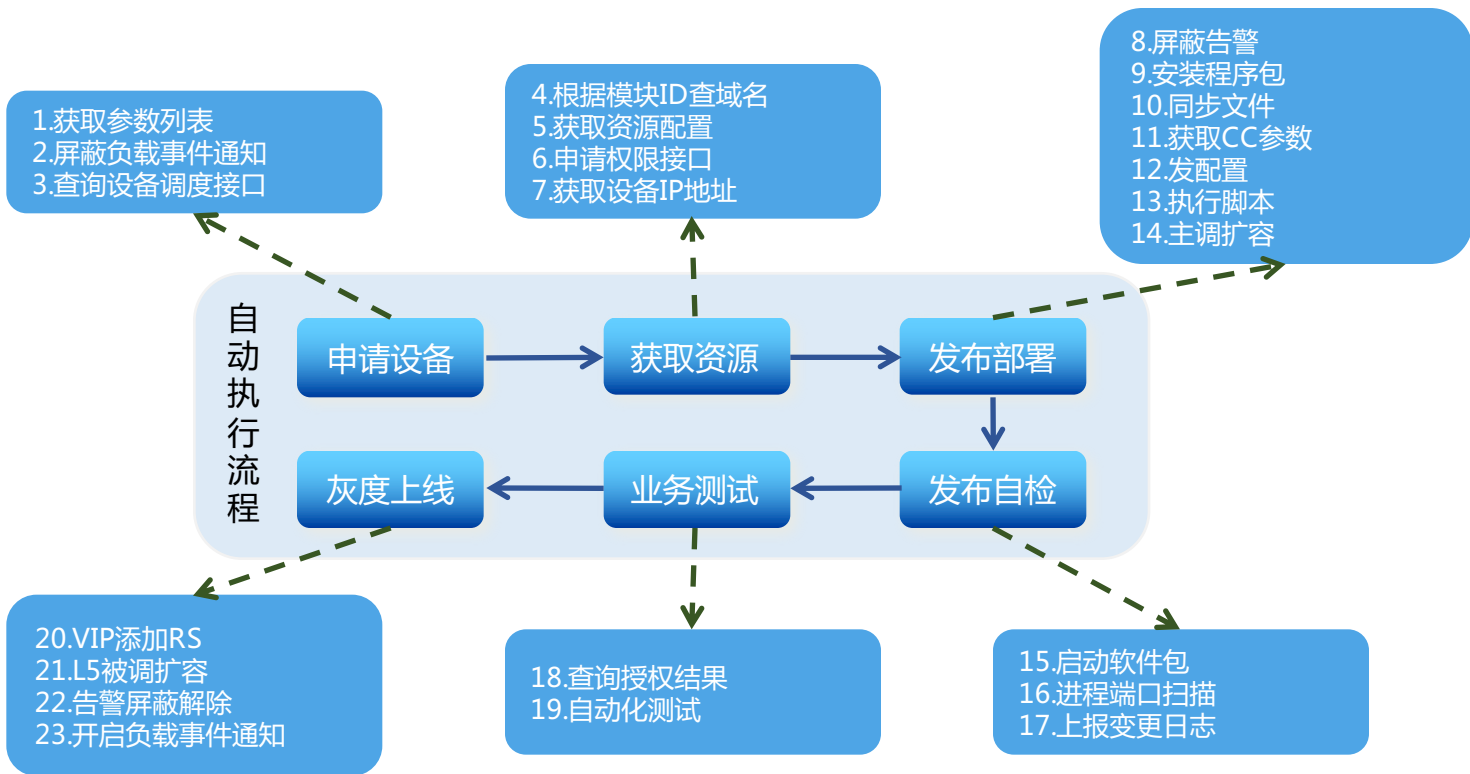 1.获取参数列表
2.屏蔽负载事件通知
3.查询设备调度接口
4.根据模块ID查域名
5.获取资源配置
6.申请权限接口
7.获取设备IP地址
8.屏蔽告警
9.安装程序包
10.同步文件
11.获取CC参数
12.发配置
13.执行脚本
14.主调扩容
自动执行流程
申请设备
获取资源
发布部署
灰度上线
业务测试
发布自检
20.VIP添加RS
21.L5被调扩容
22.告警屏蔽解除
23.开启负载事件通知
18.查询授权结果
19.自动化测试
15.启动软件包
16.进程端口扫描
17.上报变更日志